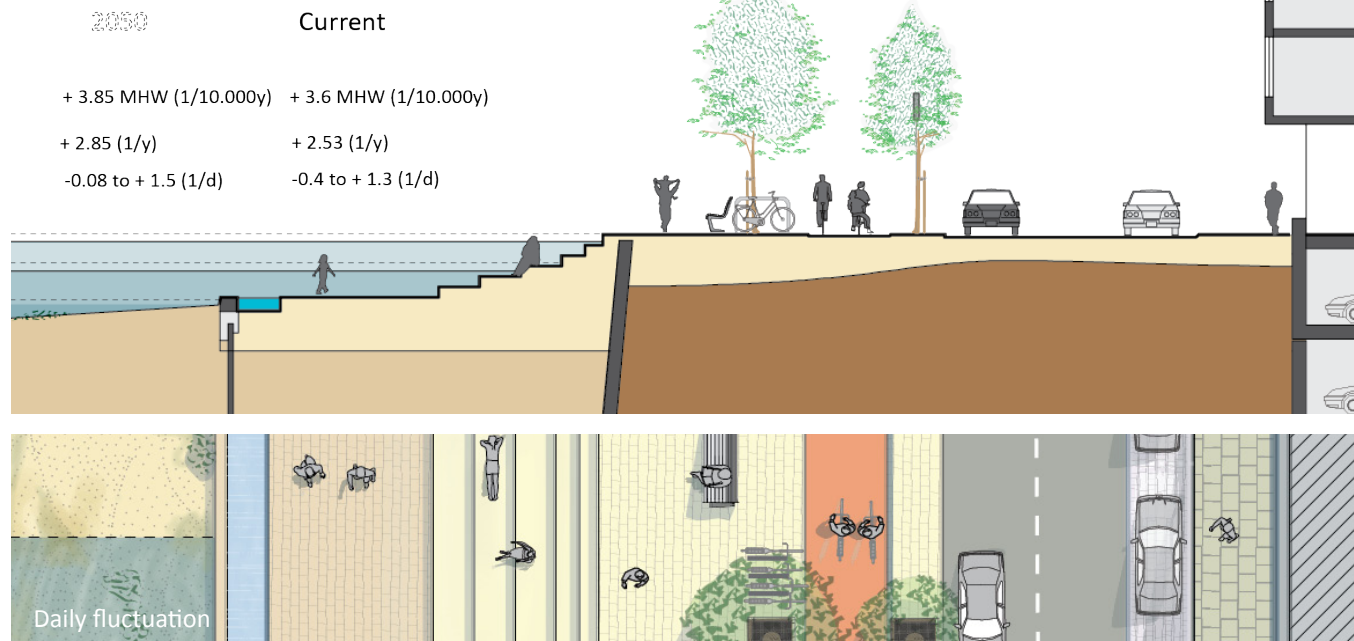 2050 Current
+ 3.85 MHW (1/10.000y) + 3.6 MHW (1/10.000y)
+ 2.85 (1/y) + 2.53 (1/y)
-0.08 to + 1.5 (1/d) -0.4 to + 1.3 (1/d)
Daily fluctuation